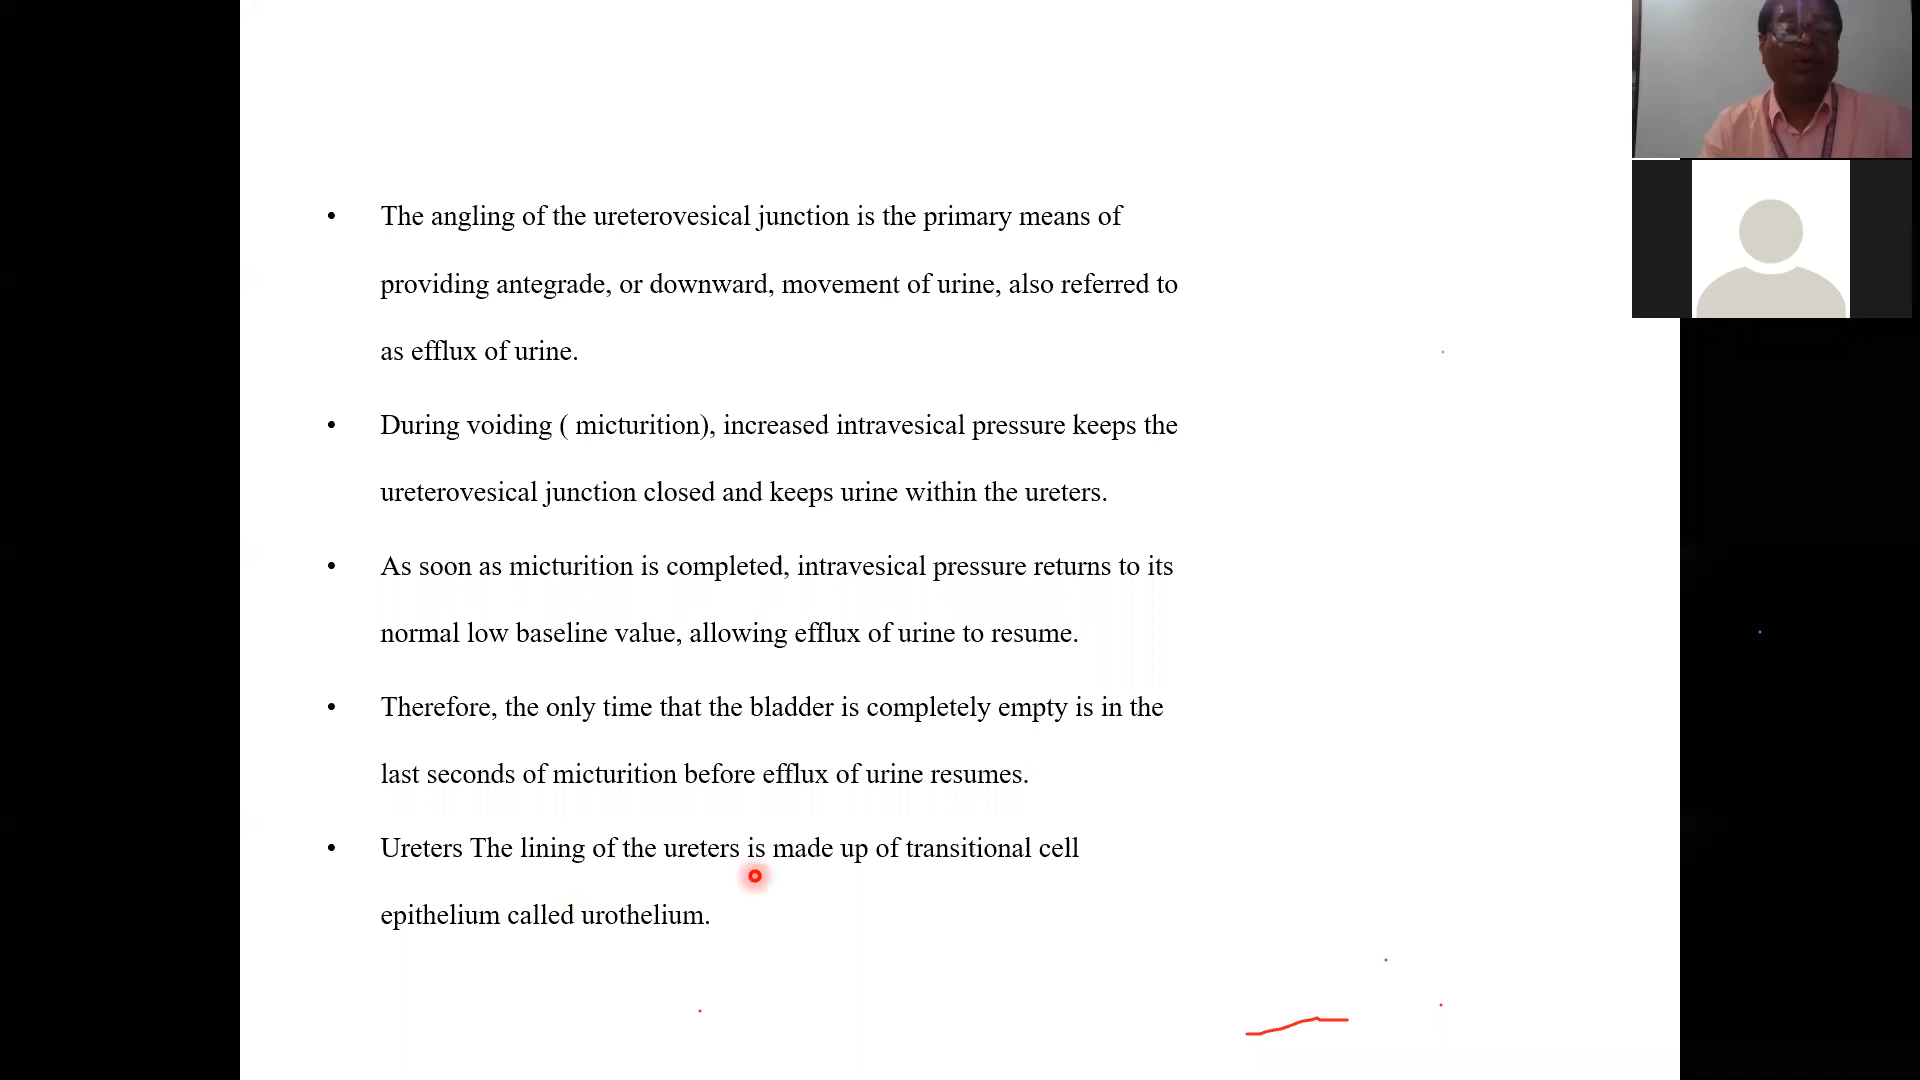 • The angling of the ureterovesical junction is the primary means of
providing antegrade, or downward, movement of urine, also referred to
as efflux of urine.
• During voiding ( micturition), increased intravesical pressure keeps the
ureterovesical junction closed and keeps urine within the ureters.
• As soon as micturition is completed, intravesical pressure returns to its
normal low baseline value, allowing efflux of urine to resume.
• Therefore, the only time that the bladder is completely empty is in the
last seconds of micturition before efflux of urine resumes.
• Ureters The lining of the ureters is made up of transitional cell
epithelium called urothelium.